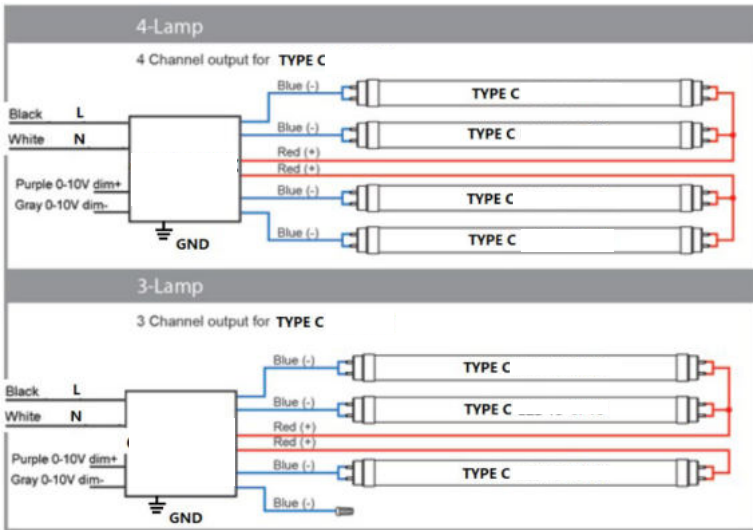 4-Lamp
4 Channel output for TYPE C
Blue (-)
TYPE C
Black L
Blue (-)
TYPE C
White N
Red (+)
Red (+)
Purple 0-10V dim+
Blue (-)
TYPE C
Gray 0-10V dim-
Blue (-)
TYPE C
GND
3-Lamp
3 Channel output for TYPE C
Blue (-)
TYPE C
Black L
Blue (-)
TYPE C
White N
Red (+)
Red (+)
Purple 0-10V dim+
Blue (-)
TYPE C
Gray 0-10V dim-
Blue (-)
GND